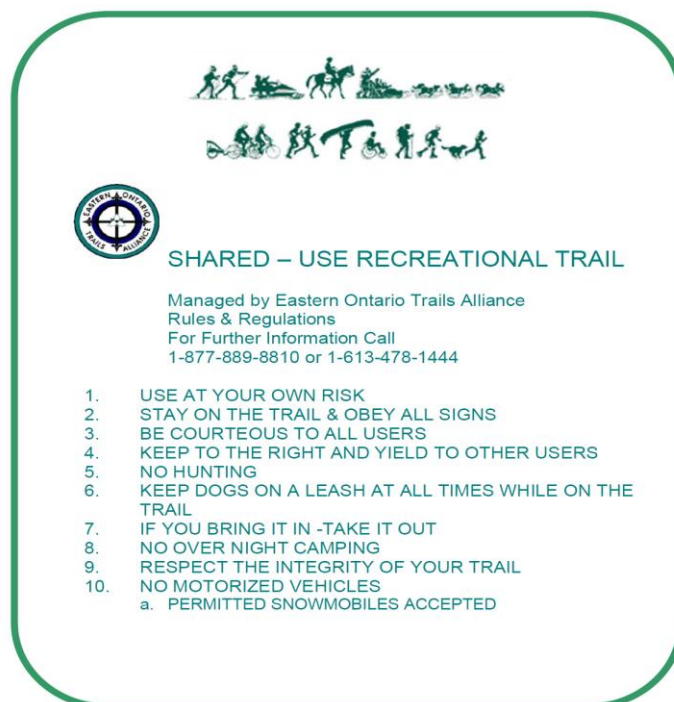 EASTERN ONTARIO
TRAILS ALLIANCE
SHARED – USE RECREATIONAL TRAIL
Managed by Eastern Ontario Trails Alliance
Rules & Regulations
For Further Information Call
1-877-889-8810 or 1-613-478-1444
1. USE AT YOUR OWN RISK
2. STAY ON THE TRAIL & OBEY ALL SIGNS
3. BE COURTEOUS TO ALL USERS
4. KEEP TO THE RIGHT AND YIELD TO OTHER USERS
5. NO HUNTING
6. KEEP DOGS ON A LEASH AT ALL TIMES WHILE ON THE
TRAIL
7. IF YOU BRING IT IN -TAKE IT OUT
8. NO OVER NIGHT CAMPING
9. RESPECT THE INTEGRITY OF YOUR TRAIL
10. NO MOTORIZED VEHICLES
a. PERMITTED SNOWMOBILES ACCEPTED